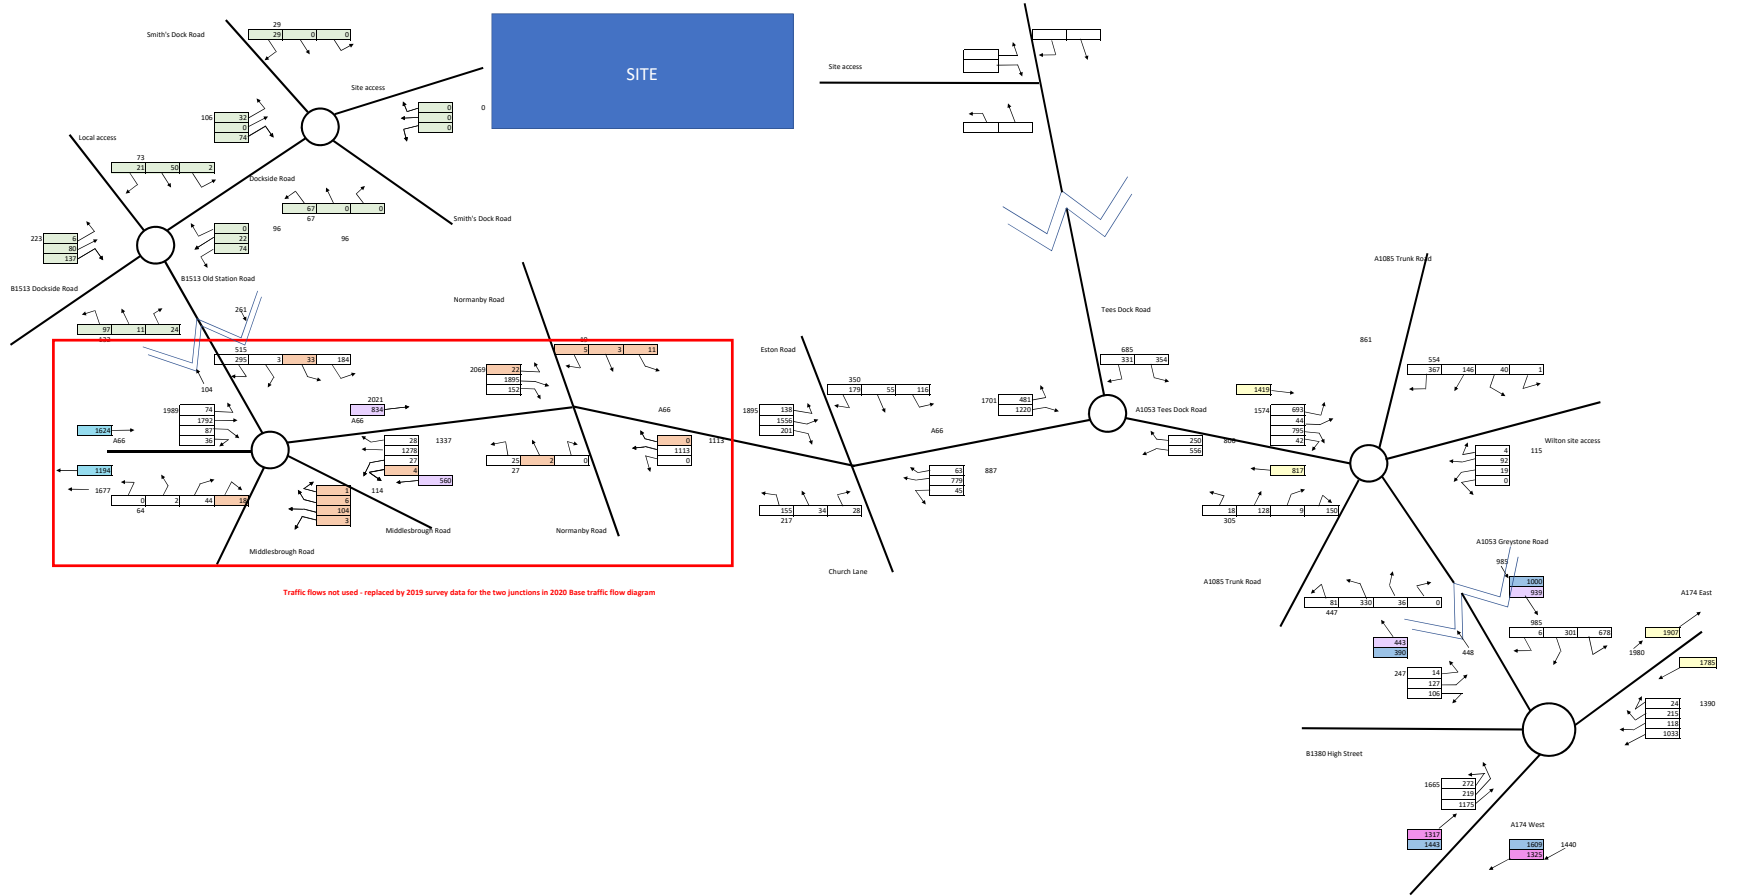 29
Smith's Dock Road
29 0 0
SITE
Site access
Site access
0 0
0
0
106 32
0
74
Local access
73
21 50 2
Dockside Road
67 0 0
67
Smith's Dock Road
96
96
223 6
80
137
0
22
74
B1513 Dockside Road
B1513 Old Station Road
97 11 24
261
Normanby Road
A1085 Trunk Road
Tees Dock Road
515
295 3 33 184
104
5 3 11
2069 22
1895
152
Eston Road
350
179 55 116
685
331 354
861
554
367 146 40 1
1989 74
1792
87
36
1624
A66
2021
834
A66
A66
1895 138
1556
201
1701 481
1220
A66
A1053 Tees Dock Road
1419
1574 693
44
795
42
28 1337
1278
27
4
560
25 2 0
27
0 1113
1113
0
250
556
806
Wilton site access
4 115
92
19
0
1194
1677
0 2 44 18
64
1 114
6
104
3
Middlesbrough Road
Middlesbrough Road
Normanby Road
63 887
779
45
155 34 28
217
Church Lane
817
18 128 9 150
305
A1053 Greystone Road
985
1000
939
A1085 Trunk Road
81 330 36 0
447
Traffic flows not used - replaced by 2019 survey data for the two junctions in 2020 Base traffic flow diagram
A174 East
985
6 301 678
1907
1980
1785
443
390
448
247 14
127
106
24 1390
215
118
1033
B1380 High Street
1665 272
219
1175
A174 West
1317
1443
1609 1440
1325